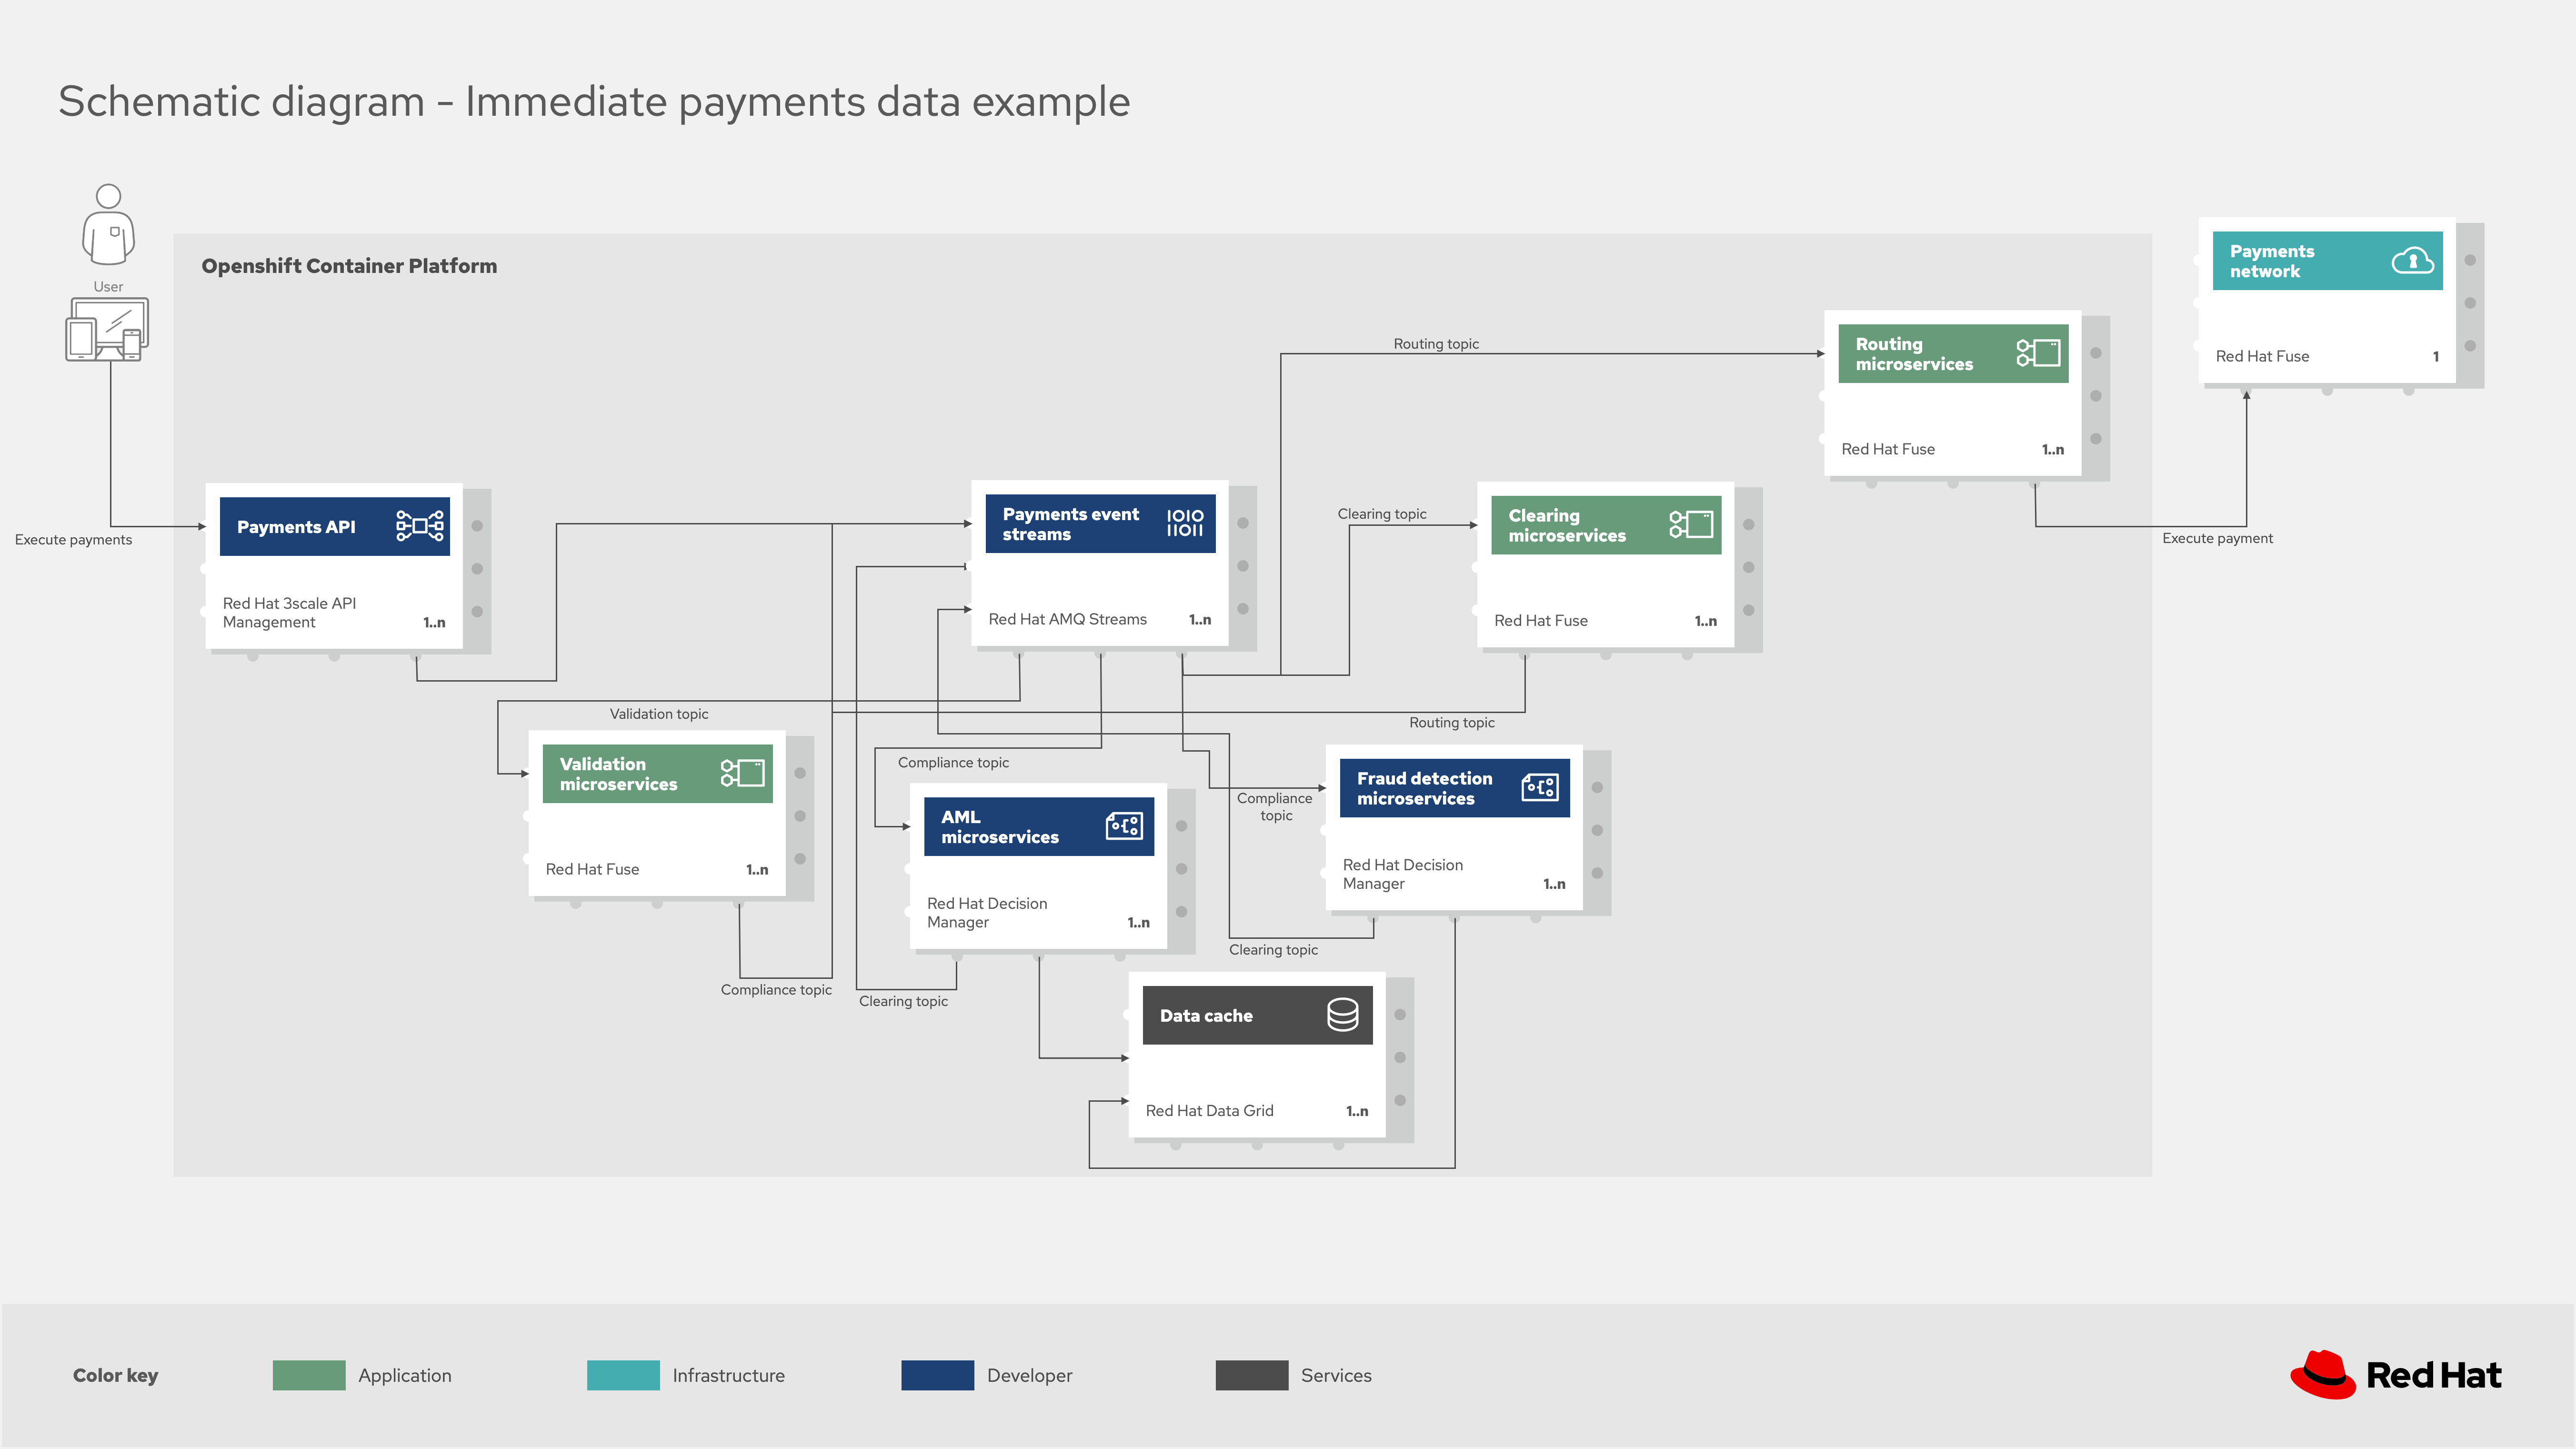 Schematic diagram - Immediate payments data example
User
Execute payments
Openshift Container Platform
Payments API
Red Hat 3scale API
Management
1..n
Payments event
streams
1010
11011
Red Hat AMQ Streams
1..n
Routing topic
Clearing topic
Clearing
microservices
Red Hat Fuse
1..n
Routing
microservices
Red Hat Fuse
1..n
Payments
network
Red Hat Fuse
1
Execute payment
Validation topic
Routing topic
Validation
microservices
Red Hat Fuse
1..n
Compliance topic
Compliance topic
AML
microservices
Red Hat Decision
Manager
1..n
Clearing topic
Compliance
topic
Fraud detection
microservices
Red Hat Decision
Manager
1..n
Clearing topic
Data cache
Red Hat Data Grid
1..n
Color key
Application
Infrastructure
Developer
Services
Red Hat